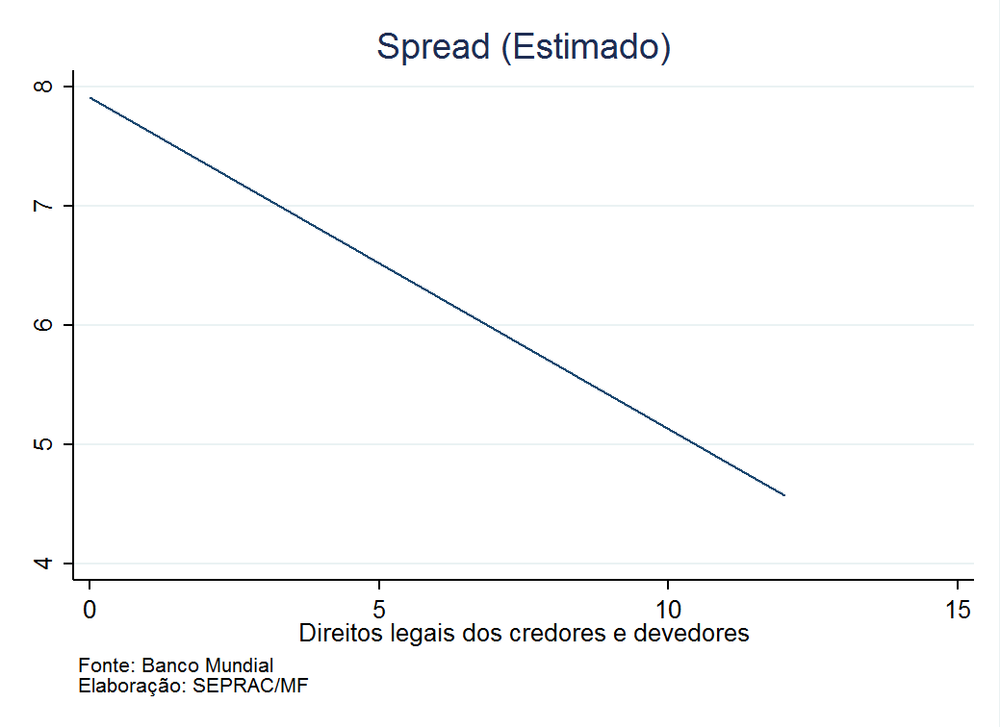 Spread (Estimado)
8
7
6
5
4
0 5 10 15
Direitos legais dos credores e devedores
Fonte: Banco Mundial
Elaboração: SEPRAC/MF